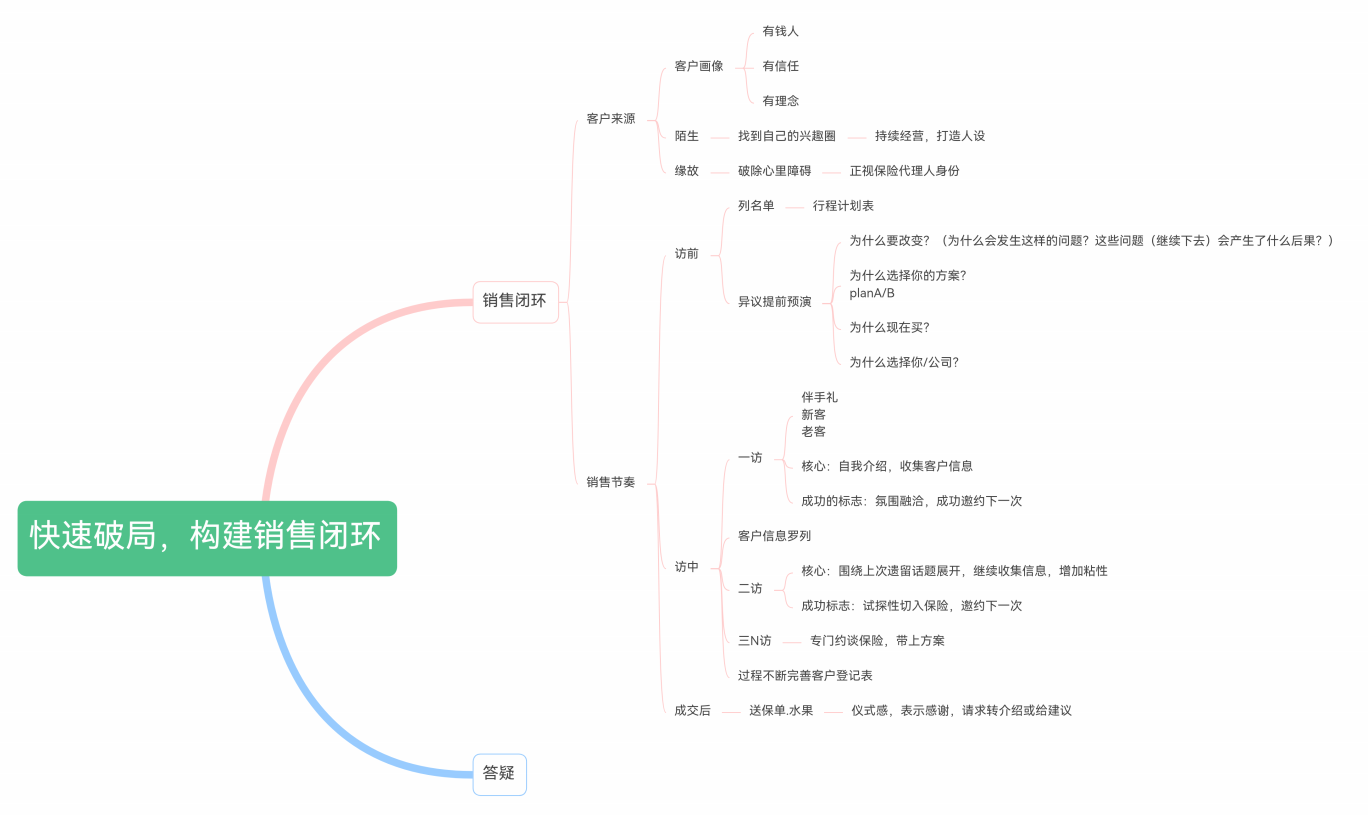 快速破局，构建销售闭环
销售闭环
客户来源
客户画像
有钱人
有信任
有理念
陌生
找到自己的兴趣圈
持续经营，打造人设
缘故
破除心里障碍
正视保险代理人身份
销售节奏
访前
列名单
行程计划表
异议提前预演
为什么要改变？（为什么会发生这样的问题？这些问题（继续下去）会产生了什么后果？）
为什么选择你的方案？
planA/B
为什么现在买？
为什么选择你/公司？
访中
一访
伴手礼
新客
老客
核心：自我介绍，收集客户信息
成功的标志：氛围融洽，成功邀约下一次
客户信息罗列
二访
核心：围绕上次遗留话题展开，继续收集信息，增加粘性
成功标志：试探性切入保险，邀约下一次
三N访
专门约谈保险，带上方案
过程不断完善客户登记表
成交后
送保单.水果
仪式感，表示感谢，请求转介绍或给建议
答疑